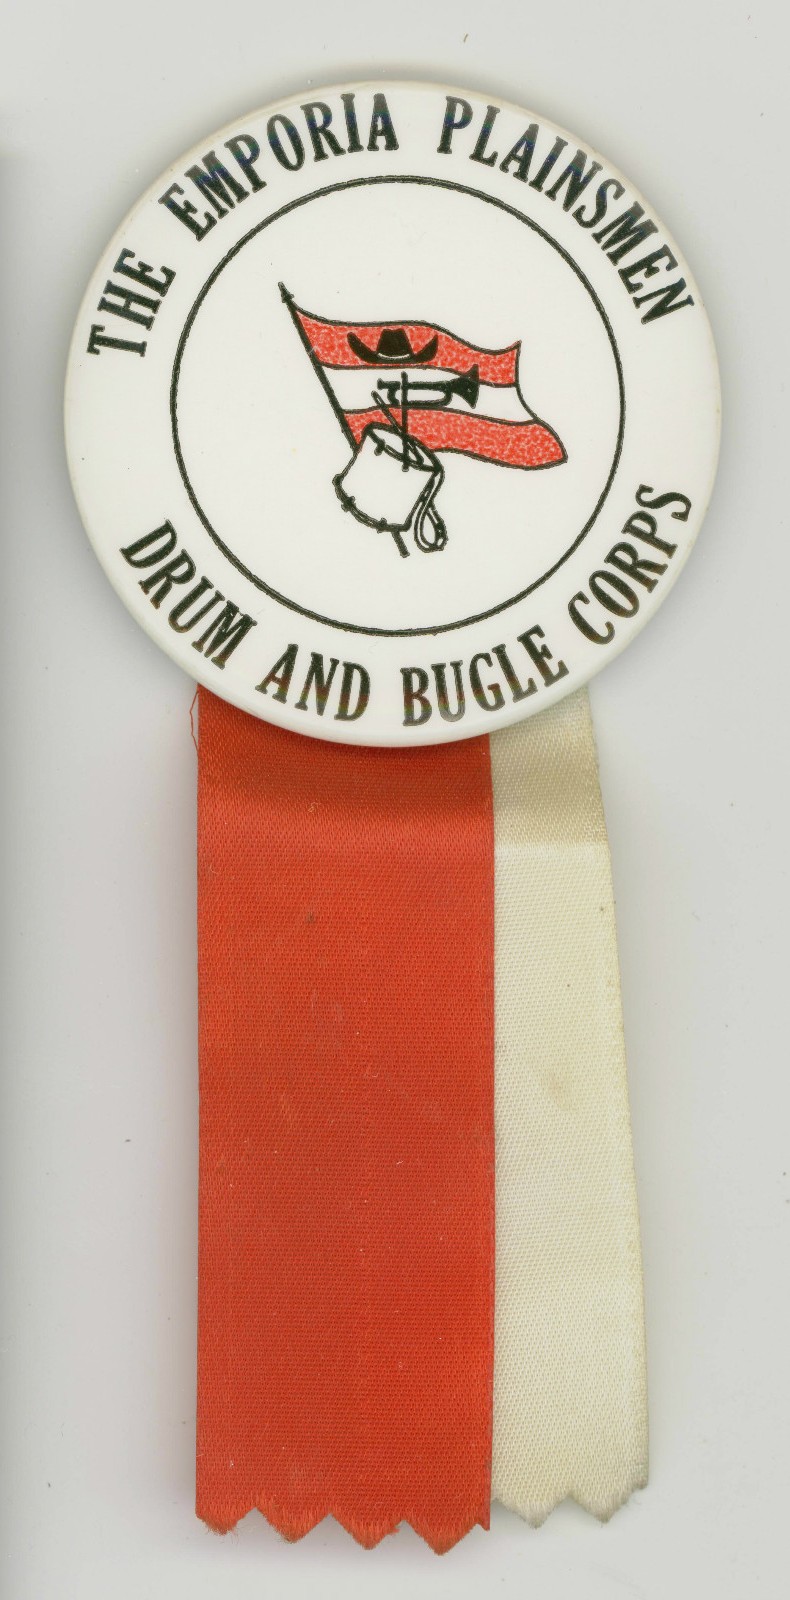 THE EMPORIA PLAINSMEN
DRUM AND BUGLE CORPS